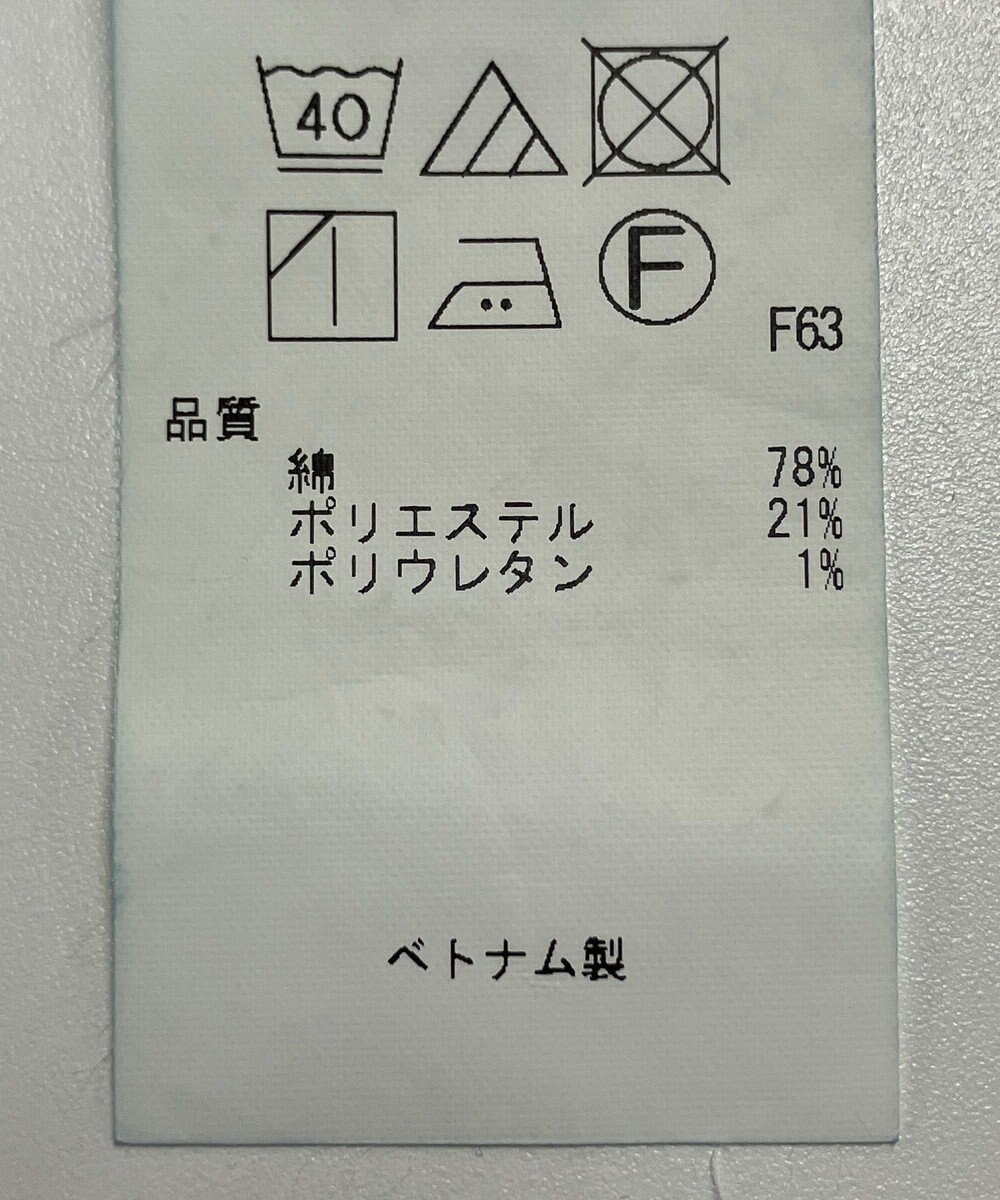 40
F
F63
品質
綿 78%
ポリエステル 21%
ポリウレタン 1%
ベトナム製